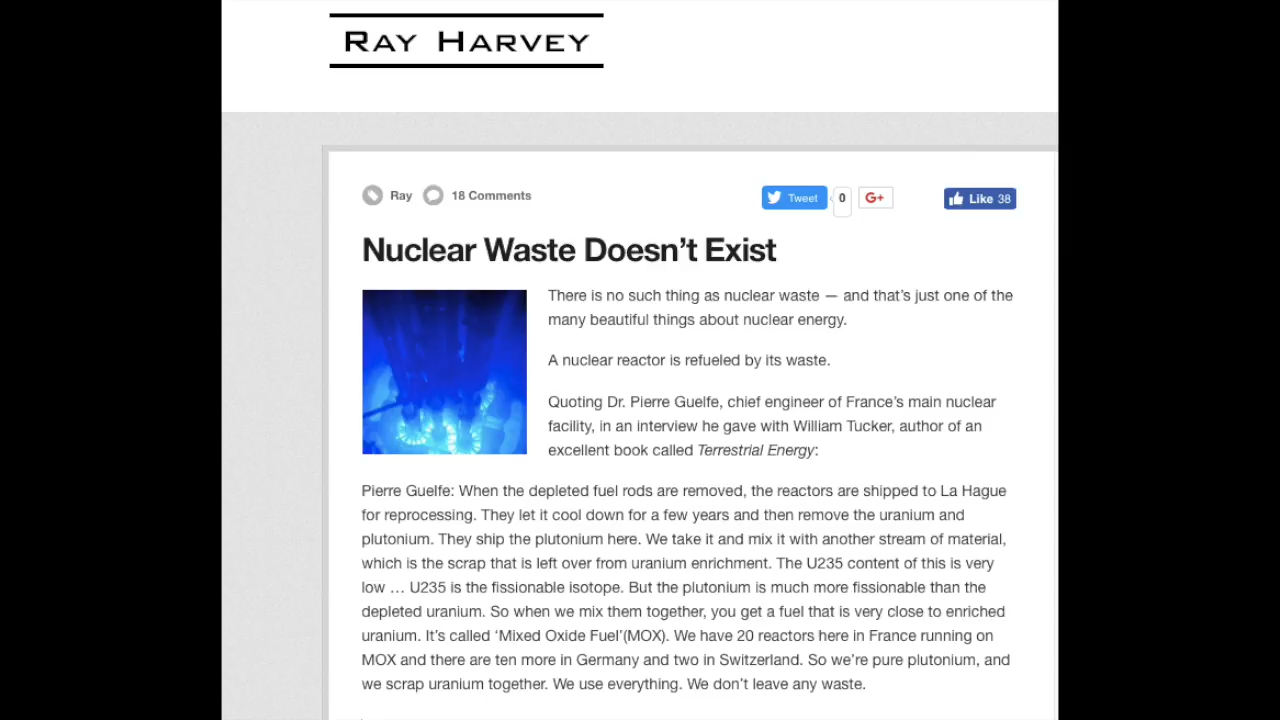 RAY HARVEY
Ray 18 Comments
Tweet 0 G+ Like 38
Nuclear Waste Doesn’t Exist
There is no such thing as nuclear waste — and that’s just one of the
many beautiful things about nuclear energy.
A nuclear reactor is refueled by its waste.
Quoting Dr. Pierre Guelfe, chief engineer of France’s main nuclear
facility, in an interview he gave with William Tucker, author of an
excellent book called Terrestrial Energy:
Pierre Guelfe: When the depleted fuel rods are removed, the reactors are shipped to La Hague
for reprocessing. They let it cool down for a few years and then remove the uranium and
plutonium. They ship the plutonium here. We take it and mix it with another stream of material,
which is the scrap that is left over from uranium enrichment. The U235 content of this is very
low … U235 is the fissionable isotope. But the plutonium is much more fissionable than the
depleted uranium. So when we mix them together, you get a fuel that is very close to enriched
uranium. It’s called ‘Mixed Oxide Fuel’(MOX). We have 20 reactors here in France running on
MOX and there are ten more in Germany and two in Switzerland. So we’re pure plutonium, and
we scrap uranium together. We use everything. We don’t leave any waste.